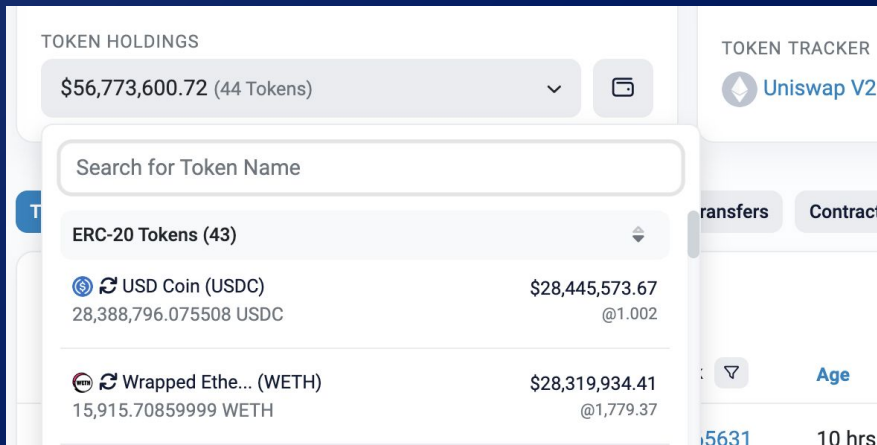 TOKEN HOLDINGS
$56,773,600.72 (44 Tokens)
TOKEN TRACKER
Uniswap V2
Search for Token Name
ERC-20 Tokens (43)
ransfers
Contract
USD Coin (USDC)
$28,445,573.67
28,388,796.075508 USDC
@1.002
Wrapped Ethe... (WETH)
$28,319,934.41
15,915.70859999 WETH
@1,779.37
Age
5631
10 hrs